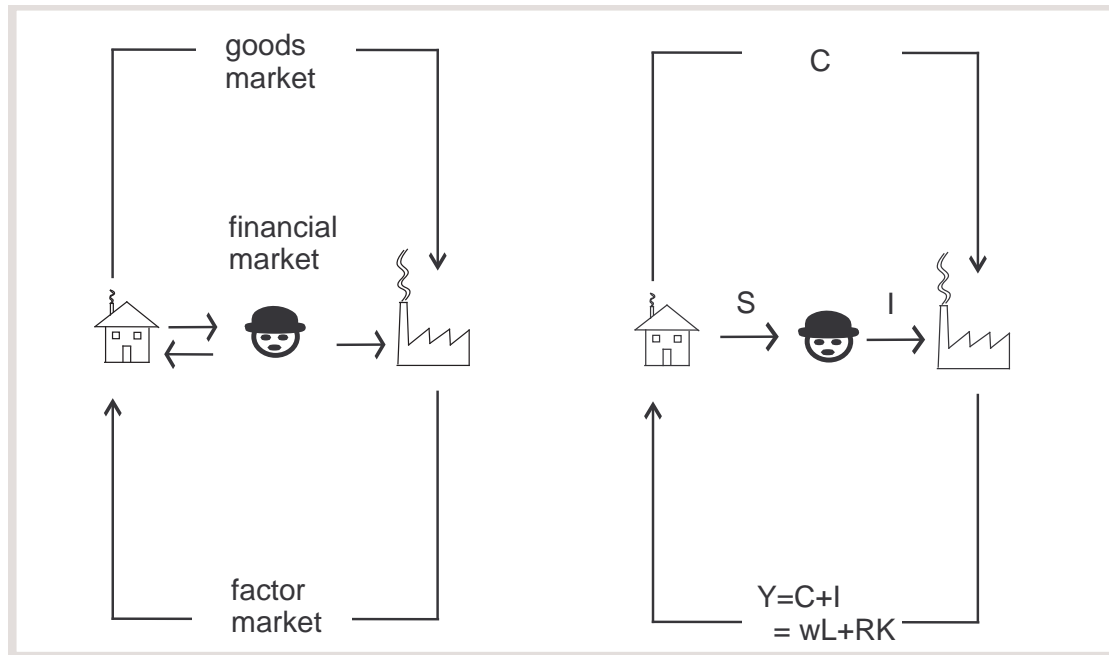 goods
market
financial
market
factor
market
C
S
I
Y=C+I
= wL+RK